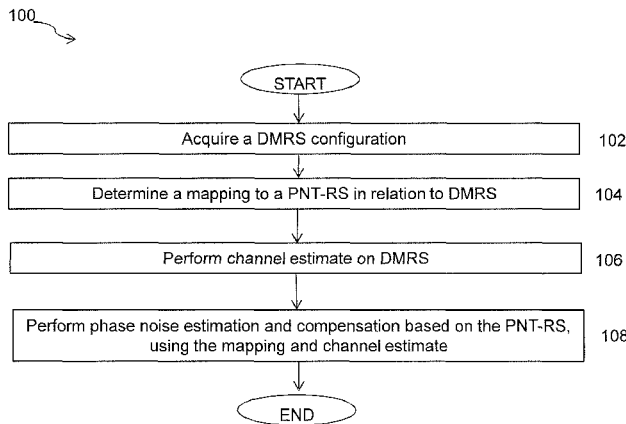 100
START
Acquire a DMRS configuration
102
Determine a mapping to a PNT-RS in relation to DMRS
104
Perform channel estimate on DMRS
106
Perform phase noise estimation and compensation based on the PNT-RS,
using the mapping and channel estimate
108
END